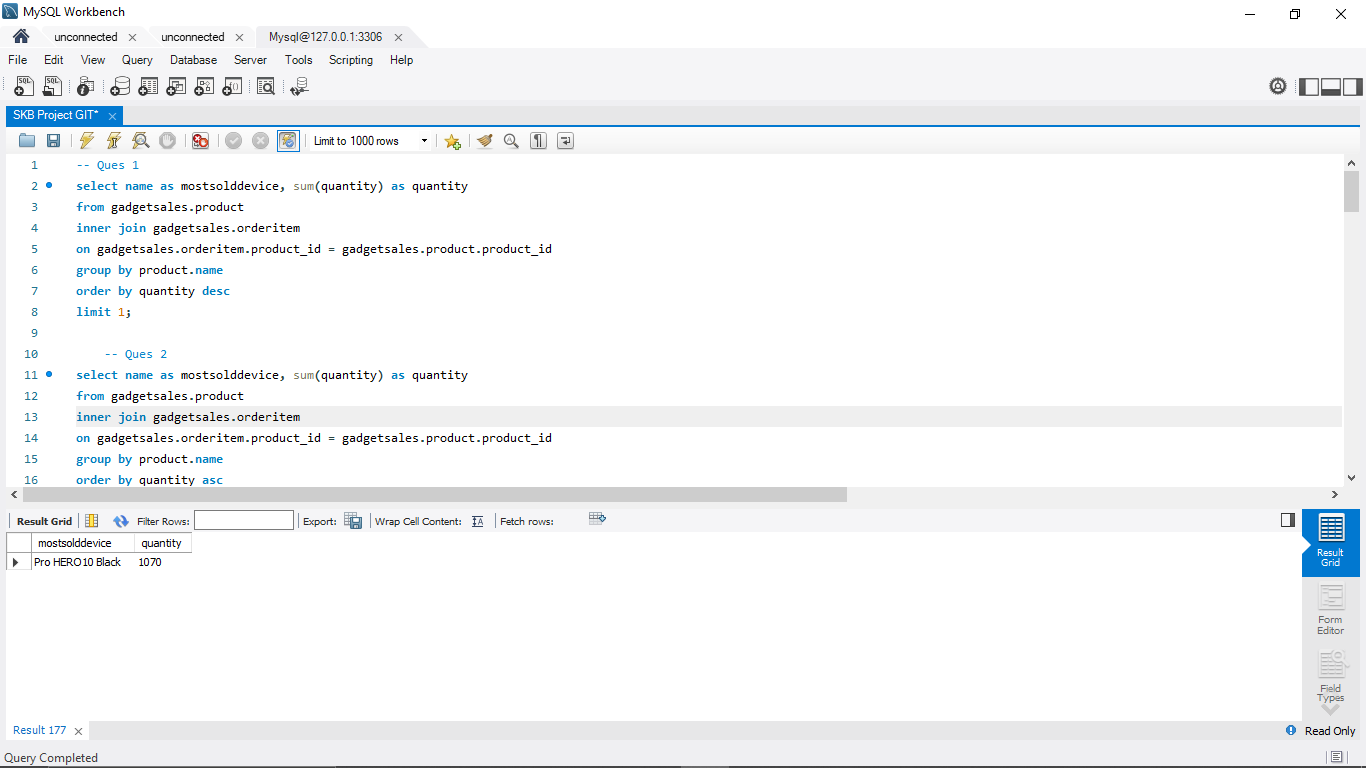 MySQL Workbench
unconnected × unconnected × Mysql@127.0.0.1:3306 ×
File Edit View Query Database Server Tools Scripting Help
SKB Project GIT* ×
Limit to 1000 rows
1 -- Ques 1
2 select name as mostsolddevice, sum(quantity) as quantity
3 from gadgetsales.product
4 inner join gadgetsales.orderitem
5 on gadgetsales.orderitem.product_id = gadgetsales.product.product_id
6 group by product.name
7 order by quantity desc
8 limit 1;
9
10 -- Ques 2
11 select name as mostsolddevice, sum(quantity) as quantity
12 from gadgetsales.product
13 inner join gadgetsales.orderitem
14 on gadgetsales.orderitem.product_id = gadgetsales.product.product_id
15 group by product.name
16 order by quantity asc
Result Grid Filter Rows: Export: Wrap Cell Content: Fetch rows:
mostsolddevice quantity
Pro HERO10 Black 1070
Result
Grid
Form
Editor
Field
Types
Result 177 × Read Only
Query Completed